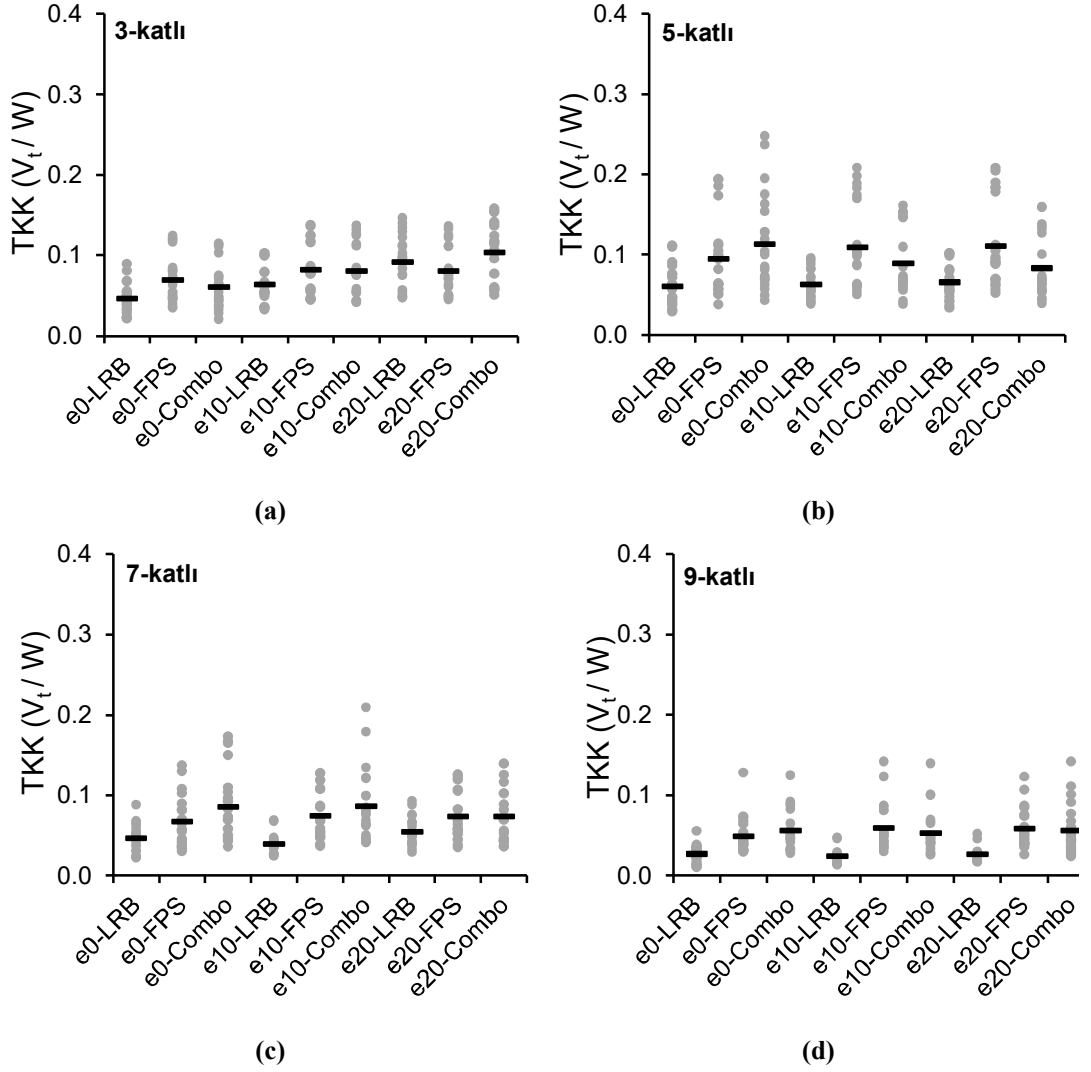 3-katlı
TKK (Vt / W)
0.4
0.3
0.2
0.1
0.0
e0-LRB
e0-FPS
e0-Combo
e10-LRB
e10-FPS
e10-Combo
e20-LRB
e20-FPS
e20-Combo
(a)
5-katlı
TKK (Vt / W)
0.4
0.3
0.2
0.1
0.0
e0-LRB
e0-FPS
e0-Combo
e10-LRB
e10-FPS
e10-Combo
e20-LRB
e20-FPS
e20-Combo
(b)
7-katlı
TKK (Vt / W)
0.4
0.3
0.2
0.1
0.0
e0-LRB
e0-FPS
e0-Combo
e10-LRB
e10-FPS
e10-Combo
e20-LRB
e20-FPS
e20-Combo
(c)
9-katlı
TKK (Vt / W)
0.4
0.3
0.2
0.1
0.0
e0-LRB
e0-FPS
e0-Combo
e10-LRB
e10-FPS
e10-Combo
e20-LRB
e20-FPS
e20-Combo
(d)